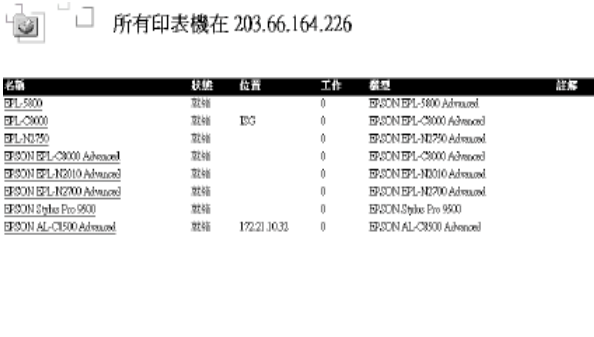 所有印表機在 203.66.164.226
名稱 狀態 位置 工作 機型 註解
EPL-5800 就緒 0 EPSON EPL-5800 Advanced
EPL-C8000 就緒 ISG 0 EPSON EPL-C8000 Advanced
EPL-N2750 就緒 0 EPSON EPL-N2750 Advanced
EPSON EPL-C8000 Advanced 就緒 0 EPSON EPL-C8000 Advanced
EPSON EPL-N2010 Advanced 就緒 0 EPSON EPL-N2010 Advanced
EPSON EPL-N2700 Advanced 就緒 0 EPSON EPL-N2700 Advanced
EPSON Stylus Pro 9500 就緒 0 EPSON Stylus Pro 9500
EPSON AL-C8500 Advanced 就緒 172.21.10.32 0 EPSON AL-C8500 Advanced